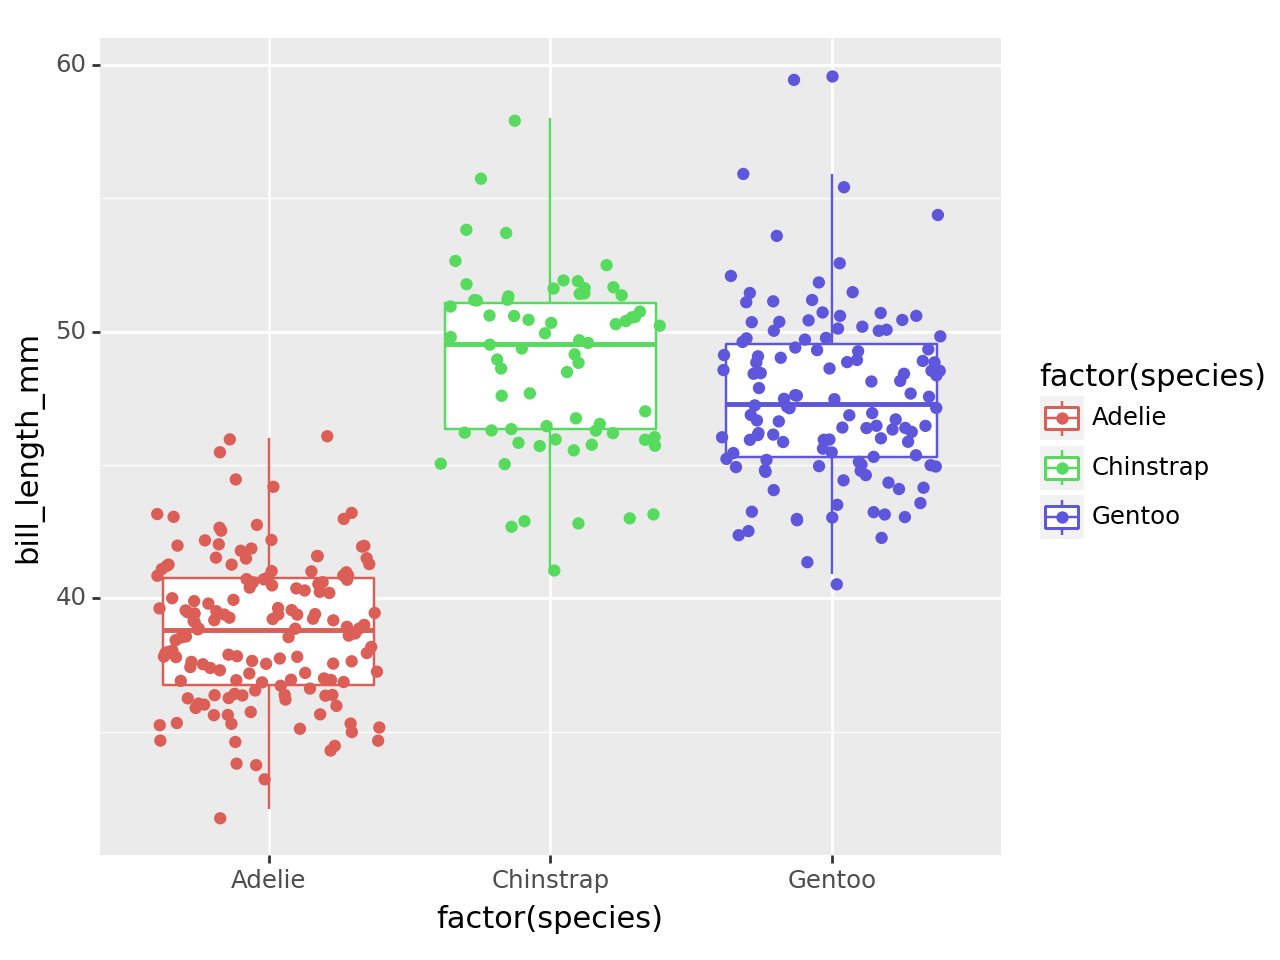 60
50
40
bill_length_mm
Adelie
Chinstrap
Gentoo
factor(species)
factor(species)
Adelie
Chinstrap
Gentoo